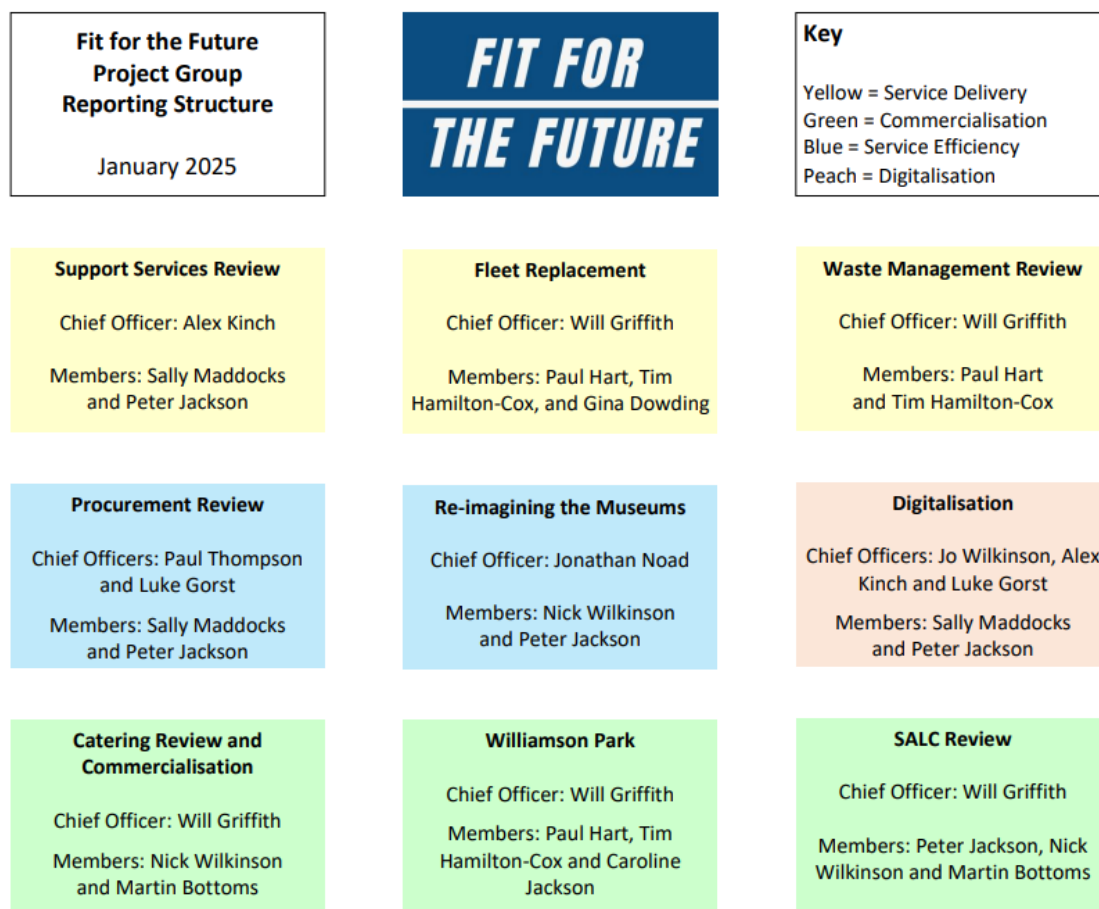 Fit for the Future
Project Group
Reporting Structure
January 2025
FIT FOR
THE FUTURE
Key
Yellow = Service Delivery
Green = Commercialisation
Blue = Service Efficiency
Peach = Digitalisation
Support Services Review
Chief Officer: Alex Kinch
Members: Sally Maddocks
and Peter Jackson
Fleet Replacement
Chief Officer: Will Griffith
Members: Paul Hart, Tim
Hamilton-Cox, and Gina Dowding
Waste Management Review
Chief Officer: Will Griffith
Members: Paul Hart
and Tim Hamilton-Cox
Procurement Review
Chief Officers: Paul Thompson
and Luke Gorst
Members: Sally Maddocks
and Peter Jackson
Re-imagining the Museums
Chief Officer: Jonathan Noad
Members: Nick Wilkinson
and Peter Jackson
Digitalisation
Chief Officers: Jo Wilkinson, Alex
Kinch and Luke Gorst
Members: Sally Maddocks
and Peter Jackson
Catering Review and
Commercialisation
Chief Officer: Will Griffith
Members: Nick Wilkinson
and Martin Bottoms
Williamson Park
Chief Officer: Will Griffith
Members: Paul Hart, Tim
Hamilton-Cox and Caroline
Jackson
SALC Review
Chief Officer: Will Griffith
Members: Peter Jackson, Nick
Wilkinson and Martin Bottoms